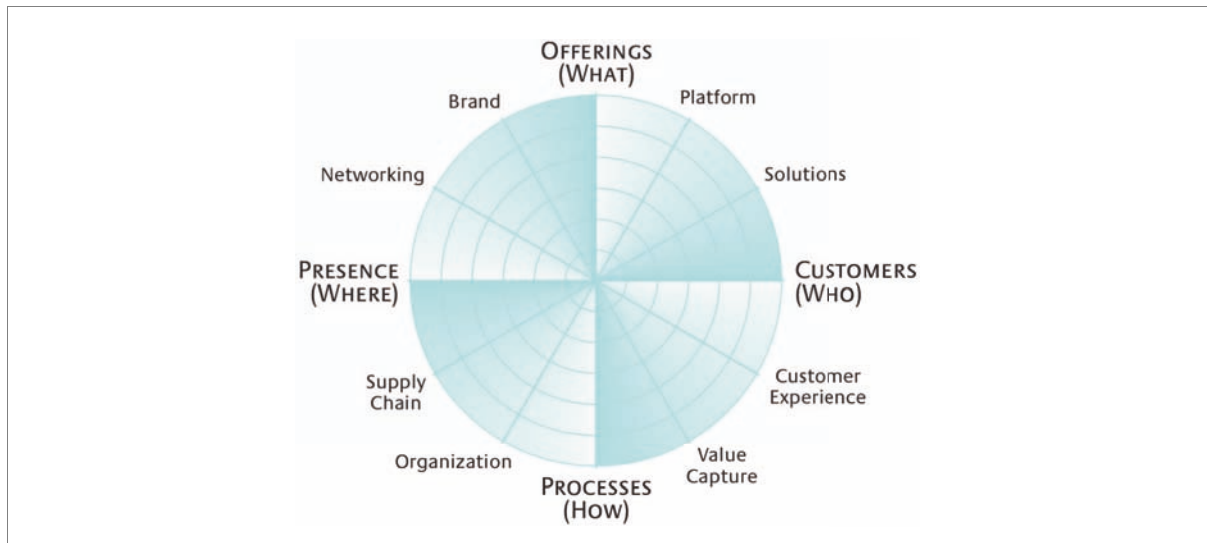 OFFERINGS
(WHAT)
Brand
Platform
Networking
Solutions
PRESENCE
(WHERE)
CUSTOMERS
(WHO)
Supply
Chain
Customer
Experience
Organization
Value
Capture
PROCESSES
(HOW)